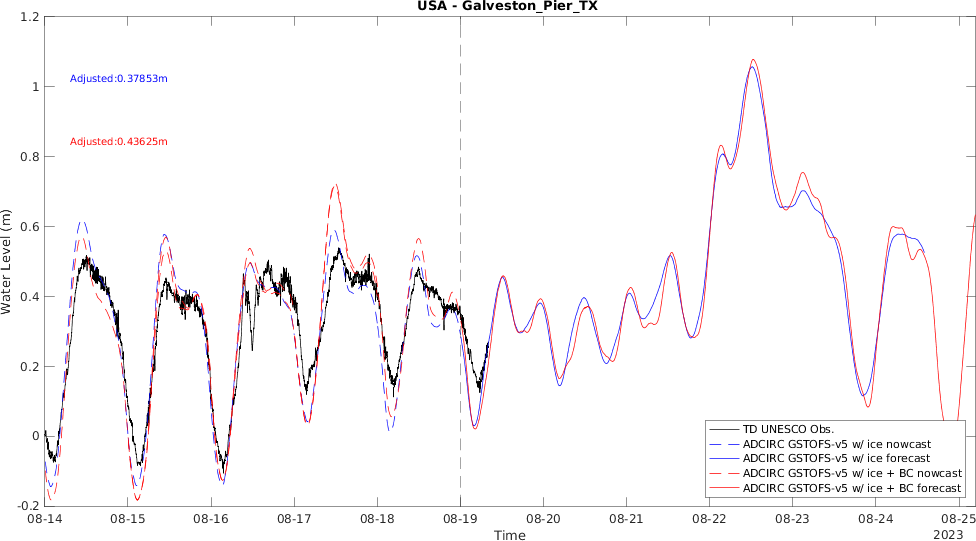 USA - Galveston_Pier_TX
1.2
1
0.8
0.6
0.4
0.2
0
-0.2
Water Level (m)
Adjusted:0.37853m
Adjusted:0.43625m
TD UNESCO Obs.
ADCIRC GSTOFS-v5 w/ ice nowcast
ADCIRC GSTOFS-v5 w/ ice forecast
ADCIRC GSTOFS-v5 w/ ice + BC nowcast
ADCIRC GSTOFS-v5 w/ ice + BC forecast
08-14 08-15 08-16 08-17 08-18 08-19 08-20 08-21 08-22 08-23 08-24 08-25
Time
2023